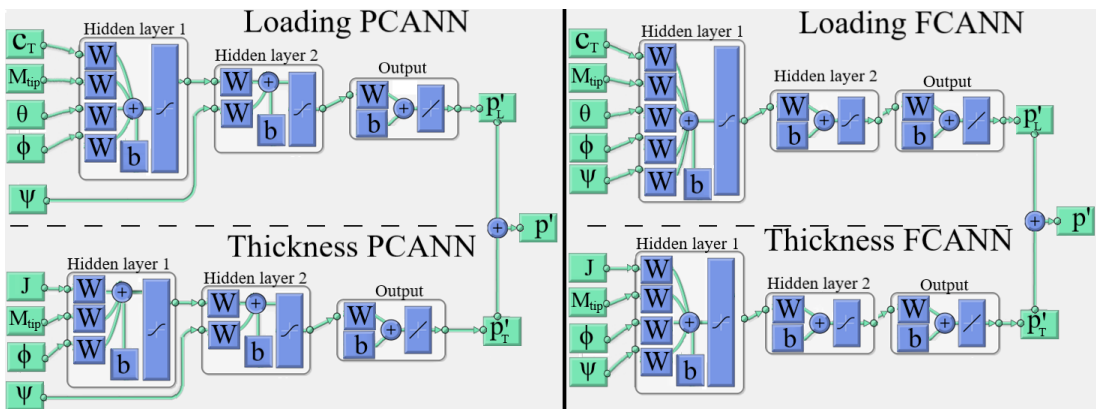 Loading PCANN
Hidden layer 1
C_T
M_tip
θ
ϕ
ψ
W
W
W
W
b
Hidden layer 2
W
W
b
Output
W
b
p'_L
Thickness PCANN
Hidden layer 1
J
M_tip
ϕ
ψ
W
W
W
b
Hidden layer 2
W
W
b
Output
W
b
p'_T
+
p'
Loading FCANN
Hidden layer 1
C_T
M_tip
θ
ϕ
ψ
W
W
W
W
W
b
Hidden layer 2
W
b
Output
W
b
p'_L
Thickness FCANN
Hidden layer 1
J
M_tip
ϕ
ψ
W
W
W
W
b
Hidden layer 2
W
b
Output
W
b
p'_T
+
p'